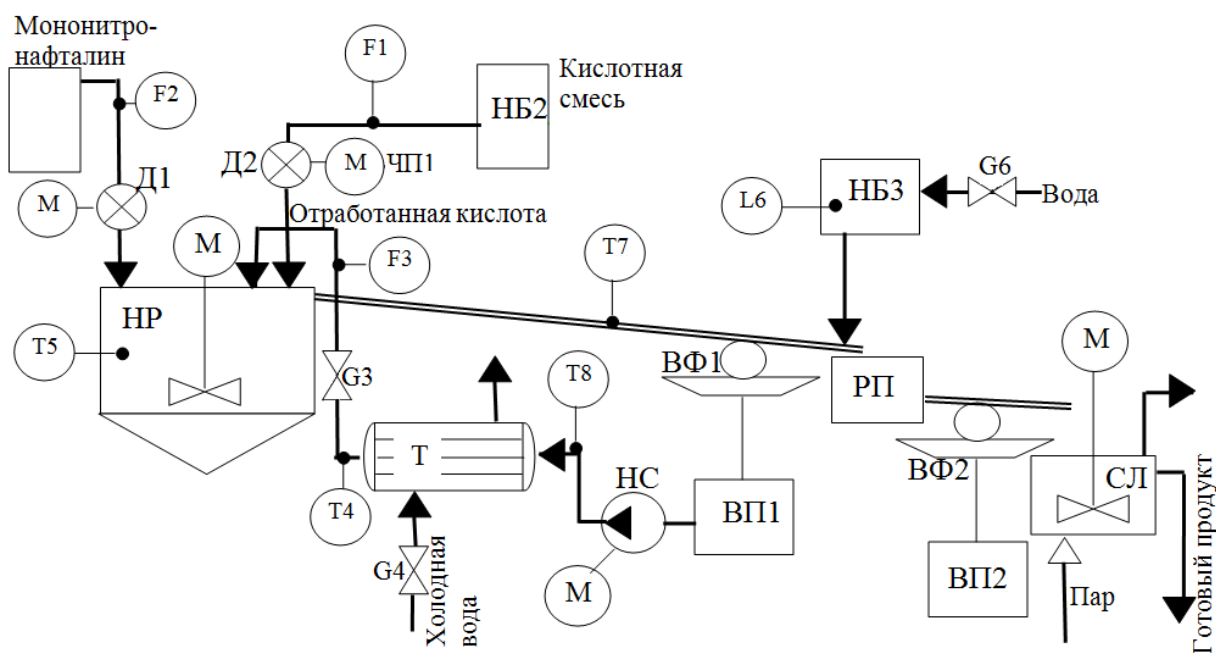 Мононитро-
нафталин
F1
Кислотная
смесь
F2
НБ2
Д2
M
ЧП1
Д1
M
G6
НБ3
L6
Вода
Отработанная кислота
M
F3
T7
НР
T5
ВФ1
M
G3
T8
РП
Т
НС
ВФ2
СЛ
T4
ВП1
G4
M
Холодная
вода
ВП2
Пар
Готовый продукт